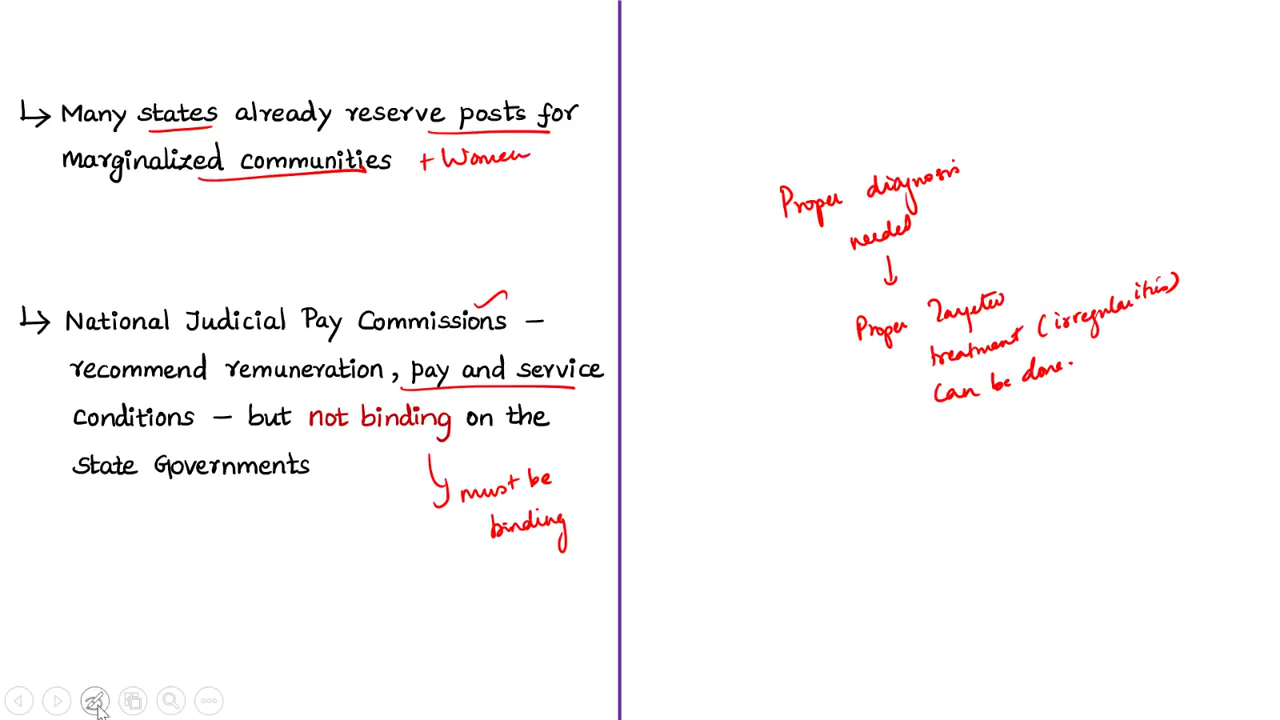 ↳ Many states already reserve posts for
marginalized communities + Women
↳ National Judicial Pay Commissions –
recommend remuneration, pay and service
conditions – but not binding on the
State Governments
must be
binding
Proper diagnosis
needed
↓
Proper Targeted
treatment (irregularities)
can be done.